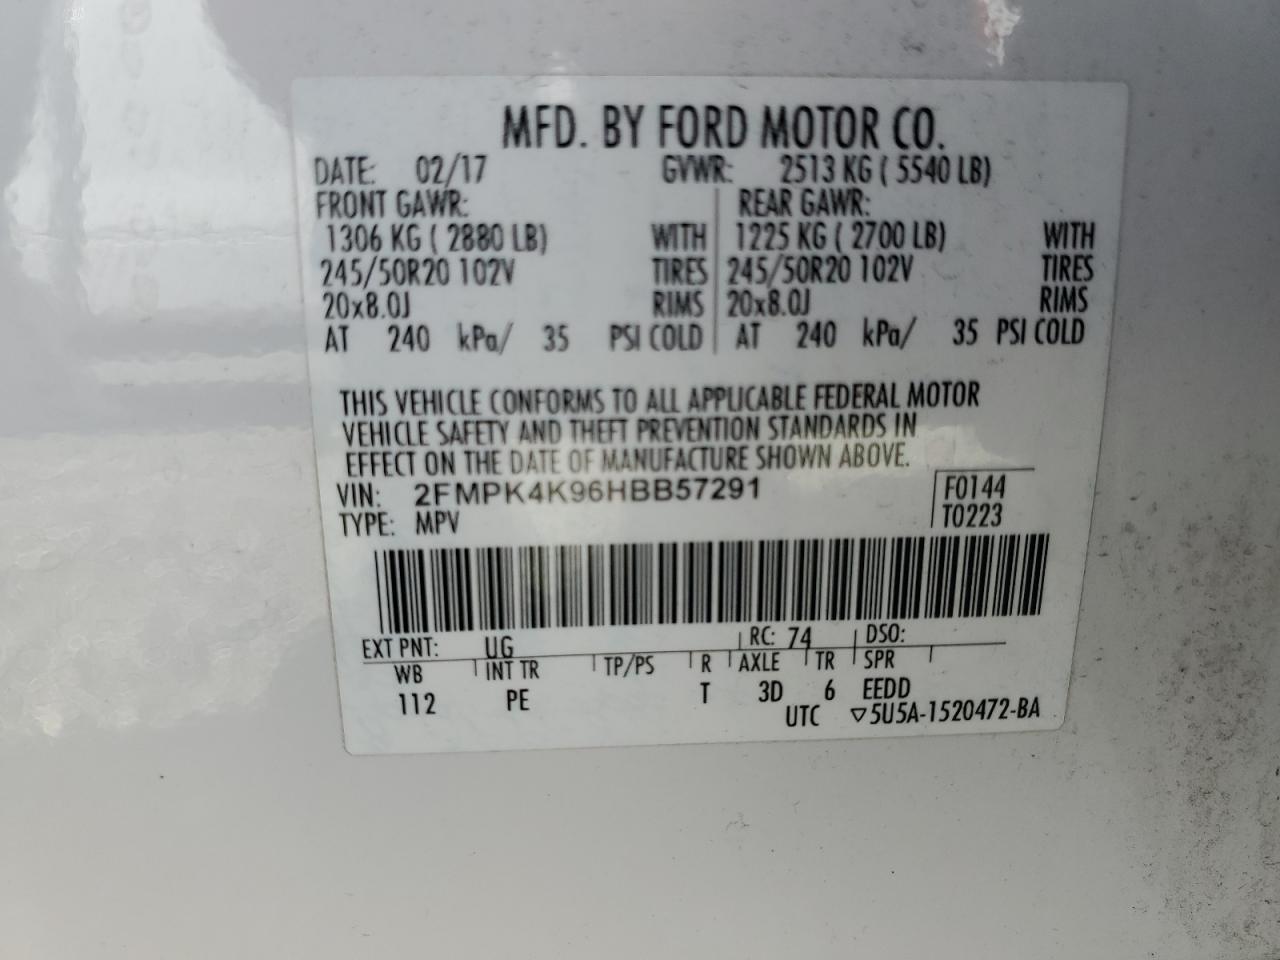 MFD. BY FORD MOTOR CO.
DATE: 02/17 GVWR: 2513 KG ( 5540 LB)
FRONT GAWR: REAR GAWR:
1306 KG ( 2880 LB) WITH 1225 KG ( 2700 LB) WITH
245/50R20 102V TIRES 245/50R20 102V TIRES
20x8.0J RIMS 20x8.0J RIMS
AT 240 kPa/ 35 PSI COLD AT 240 kPa/ 35 PSI COLD
THIS VEHICLE CONFORMS TO ALL APPLICABLE FEDERAL MOTOR
VEHICLE SAFETY AND THEFT PREVENTION STANDARDS IN
EFFECT ON THE DATE OF MANUFACTURE SHOWN ABOVE.
VIN: 2FMPK4K96HBB57291 F0144
TYPE: MPV T0223
EXT PNT: UG RC: 74 DSO:
WB INT TR TP/PS R AXLE TR SPR
112 PE T 3D 6 EEDD
UTC ▽5U5A-1520472-BA